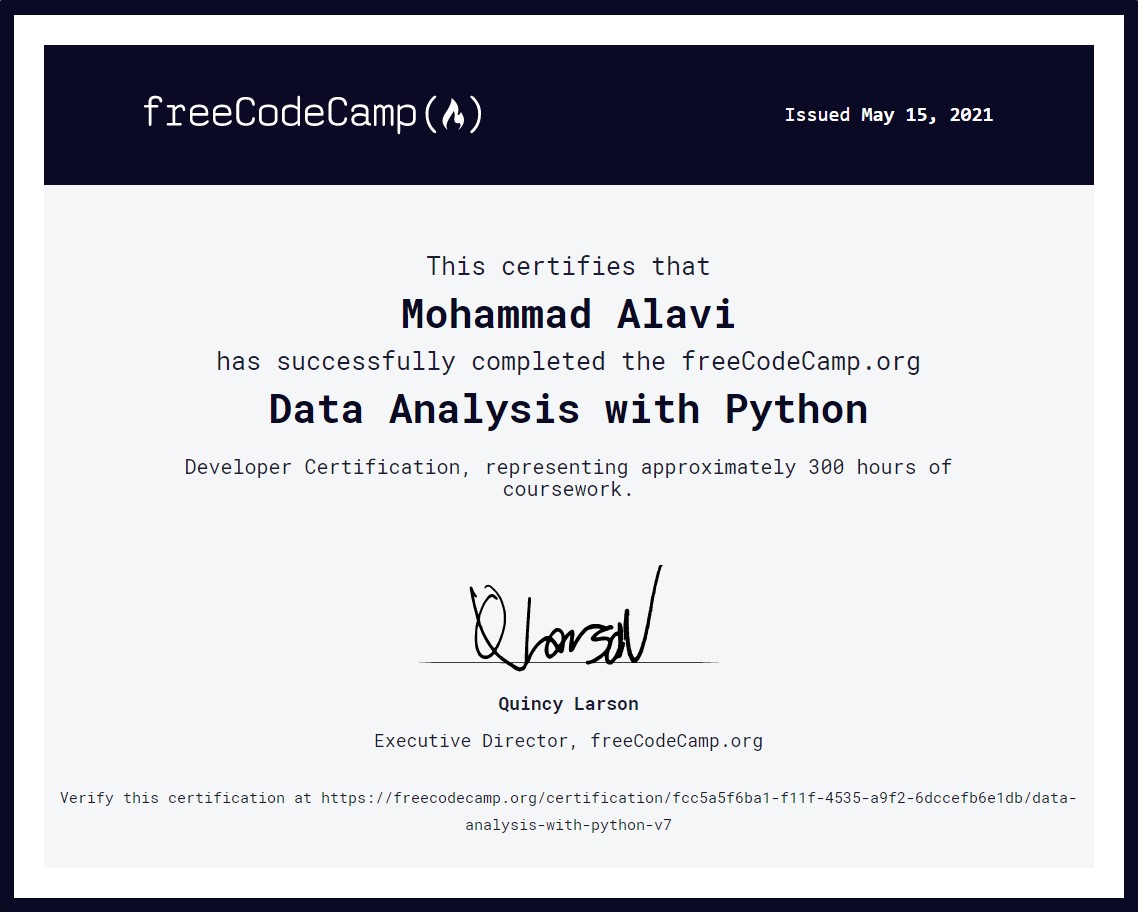 freeCodeCamp
Issued May 15, 2021
This certifies that
Mohammad Alavi
has successfully completed the freeCodeCamp.org
Data Analysis with Python
Developer Certification, representing approximately 300 hours of
coursework.
Q Larson
Quincy Larson
Executive Director, freeCodeCamp.org
Verify this certification at https://freecodecamp.org/certification/fcc5a5f6ba1-f11f-4535-a9f2-6dccefb6e1db/data-
analysis-with-python-v7